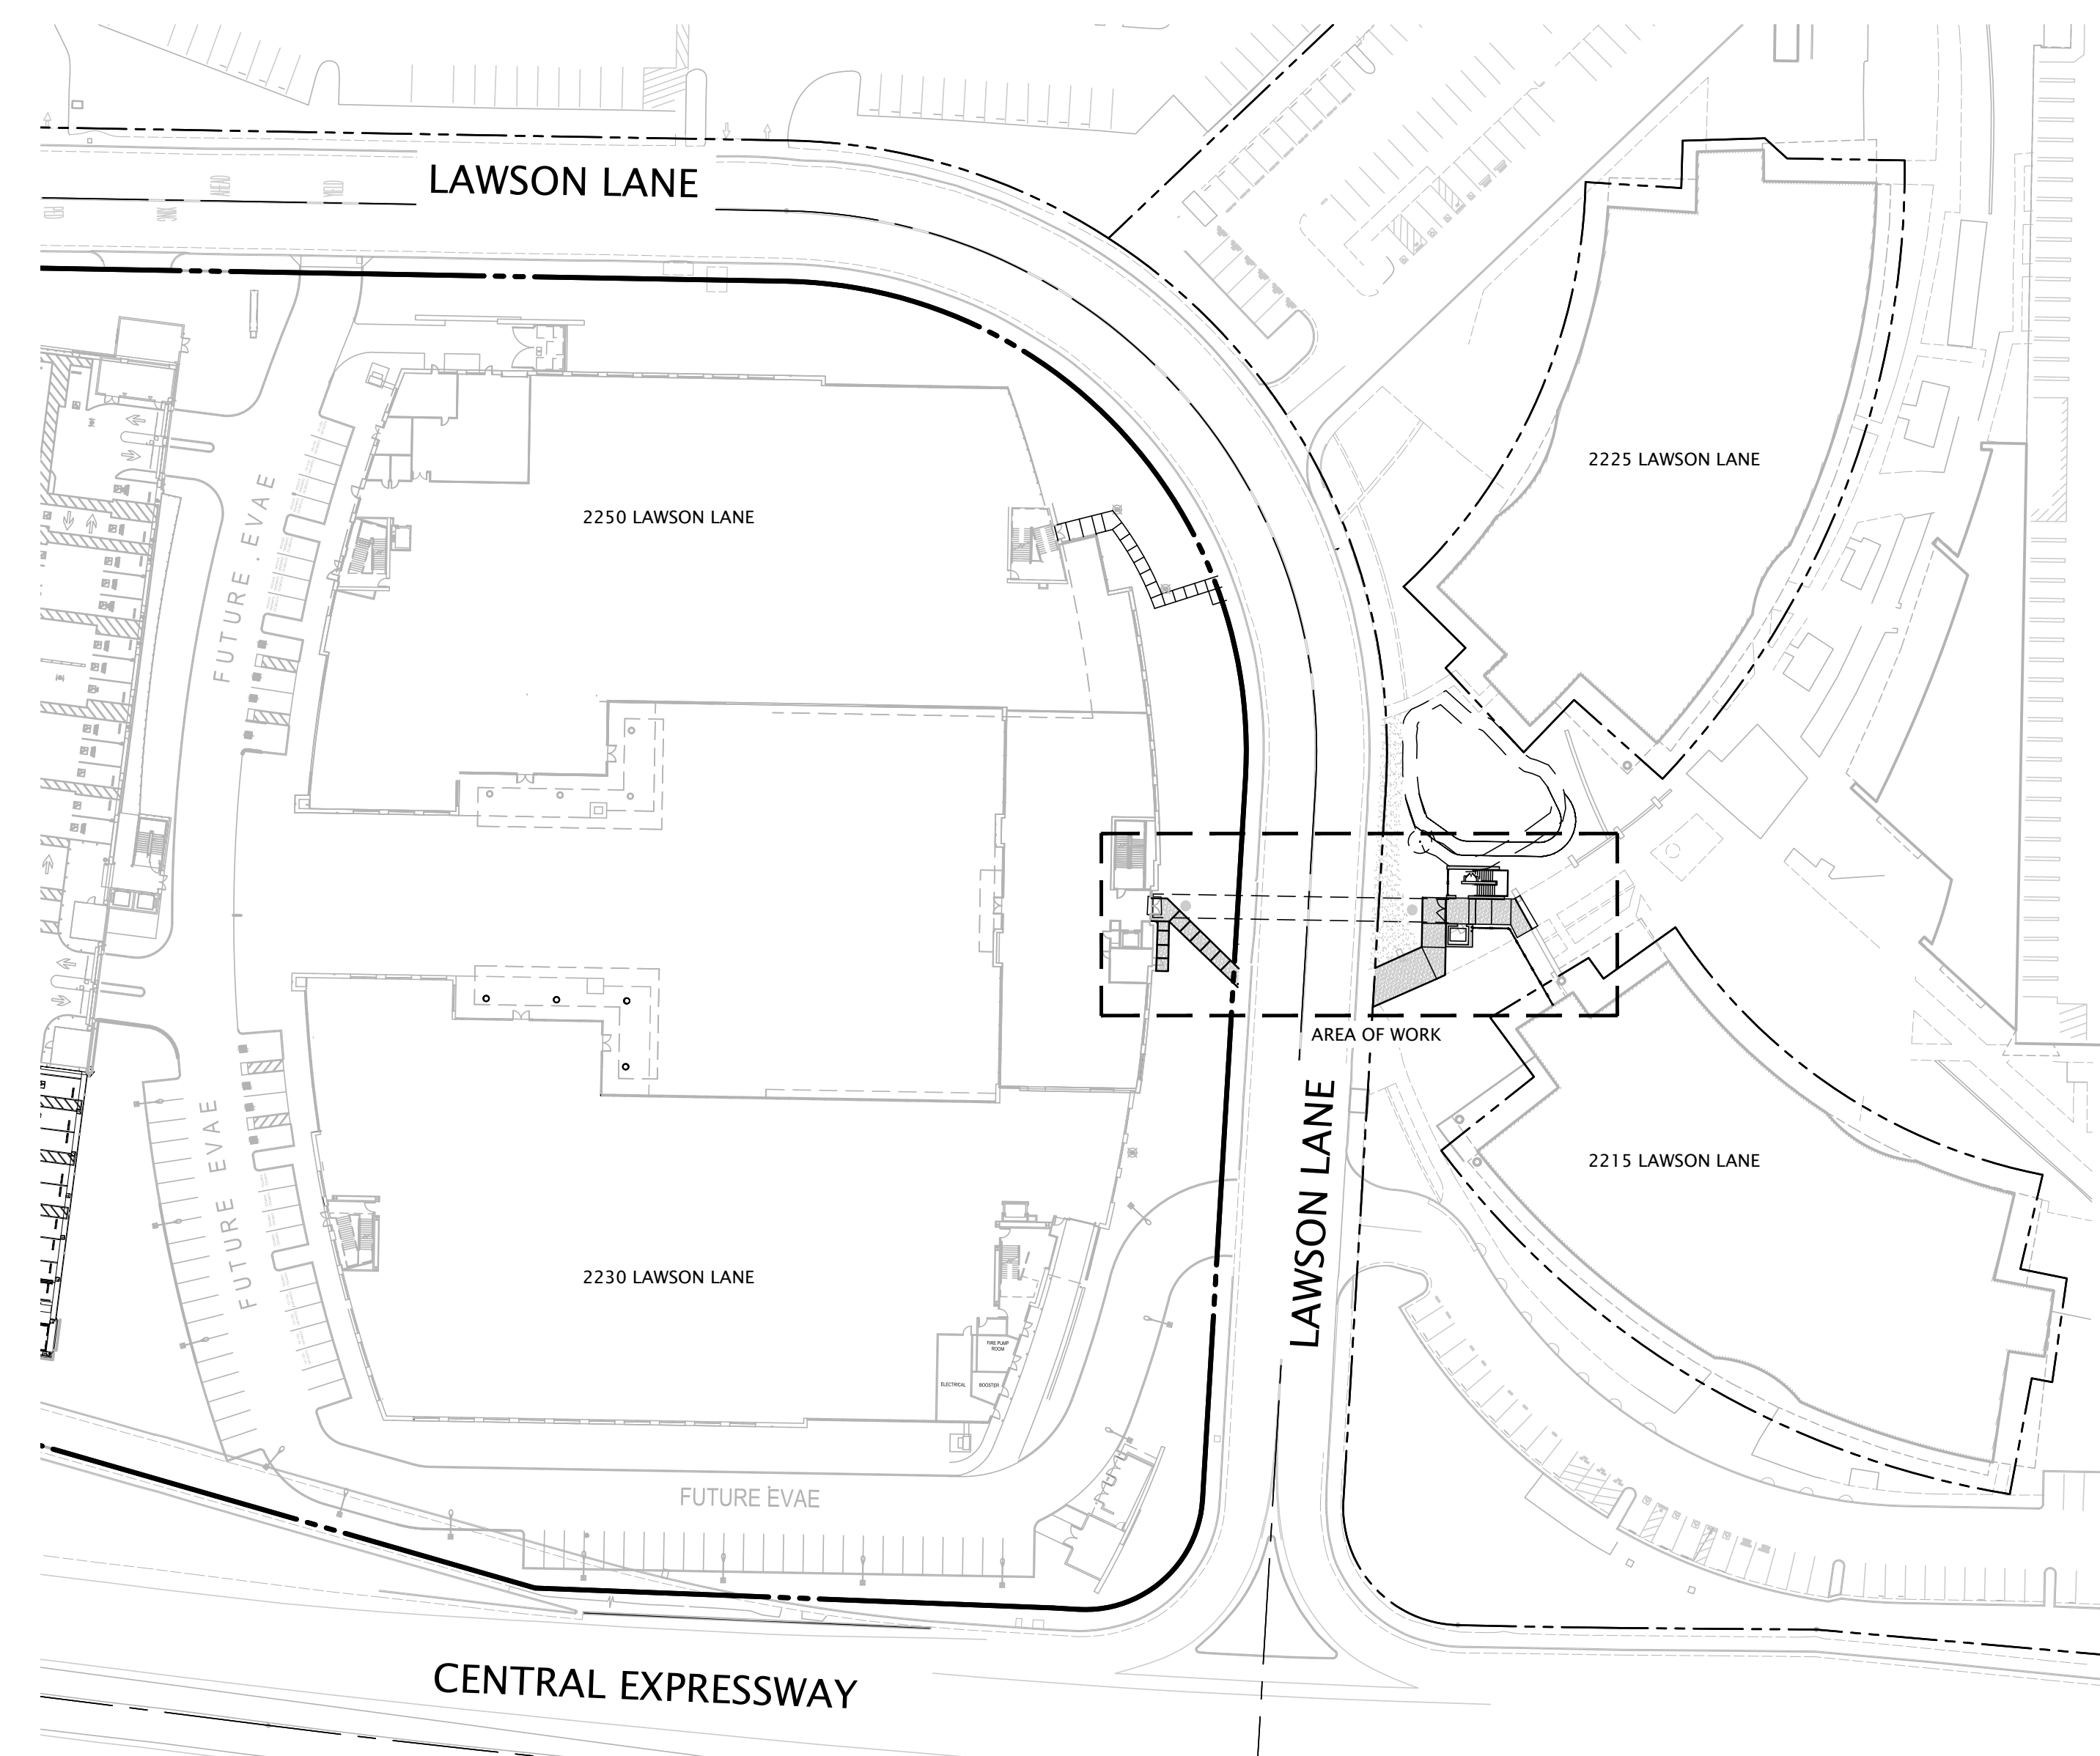 LAWSON LANE
2225 LAWSON LANE
2250 LAWSON LANE
FUTURE . EVAE
AREA OF WORK
LAWSON LANE
FUTURE EVAE
2215 LAWSON LANE
2230 LAWSON LANE
FIRE PUMP
ROOM
ELECTRICAL
BOOSTER
FUTURE EVAE
CENTRAL EXPRESSWAY